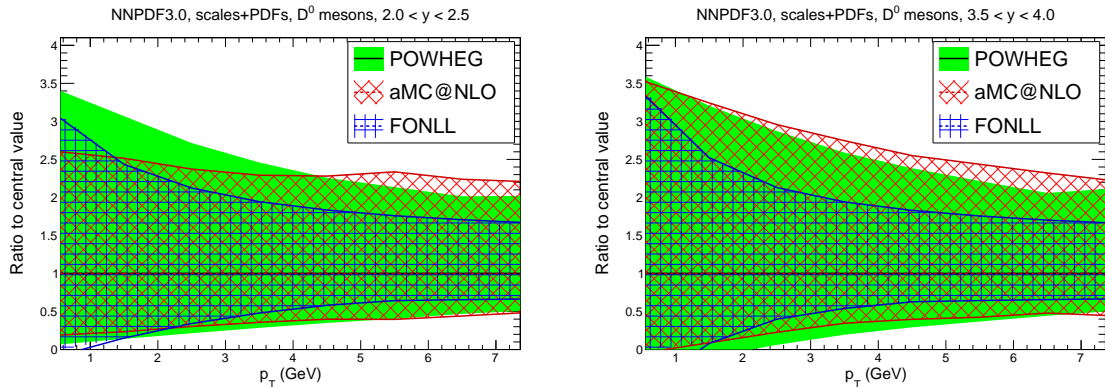 NNPDF3.0, scales+PDFs, D⁰ mesons, 2.0 < y < 2.5
Ratio to central value
4
3.5
3
2.5
2
1.5
1
0.5
0
POWHEG
aMC@NLO
FONLL
1 2 3 4 5 6 7
p_T (GeV)
NNPDF3.0, scales+PDFs, D⁰ mesons, 3.5 < y < 4.0
Ratio to central value
4
3.5
3
2.5
2
1.5
1
0.5
0
POWHEG
aMC@NLO
FONLL
1 2 3 4 5 6 7
p_T (GeV)